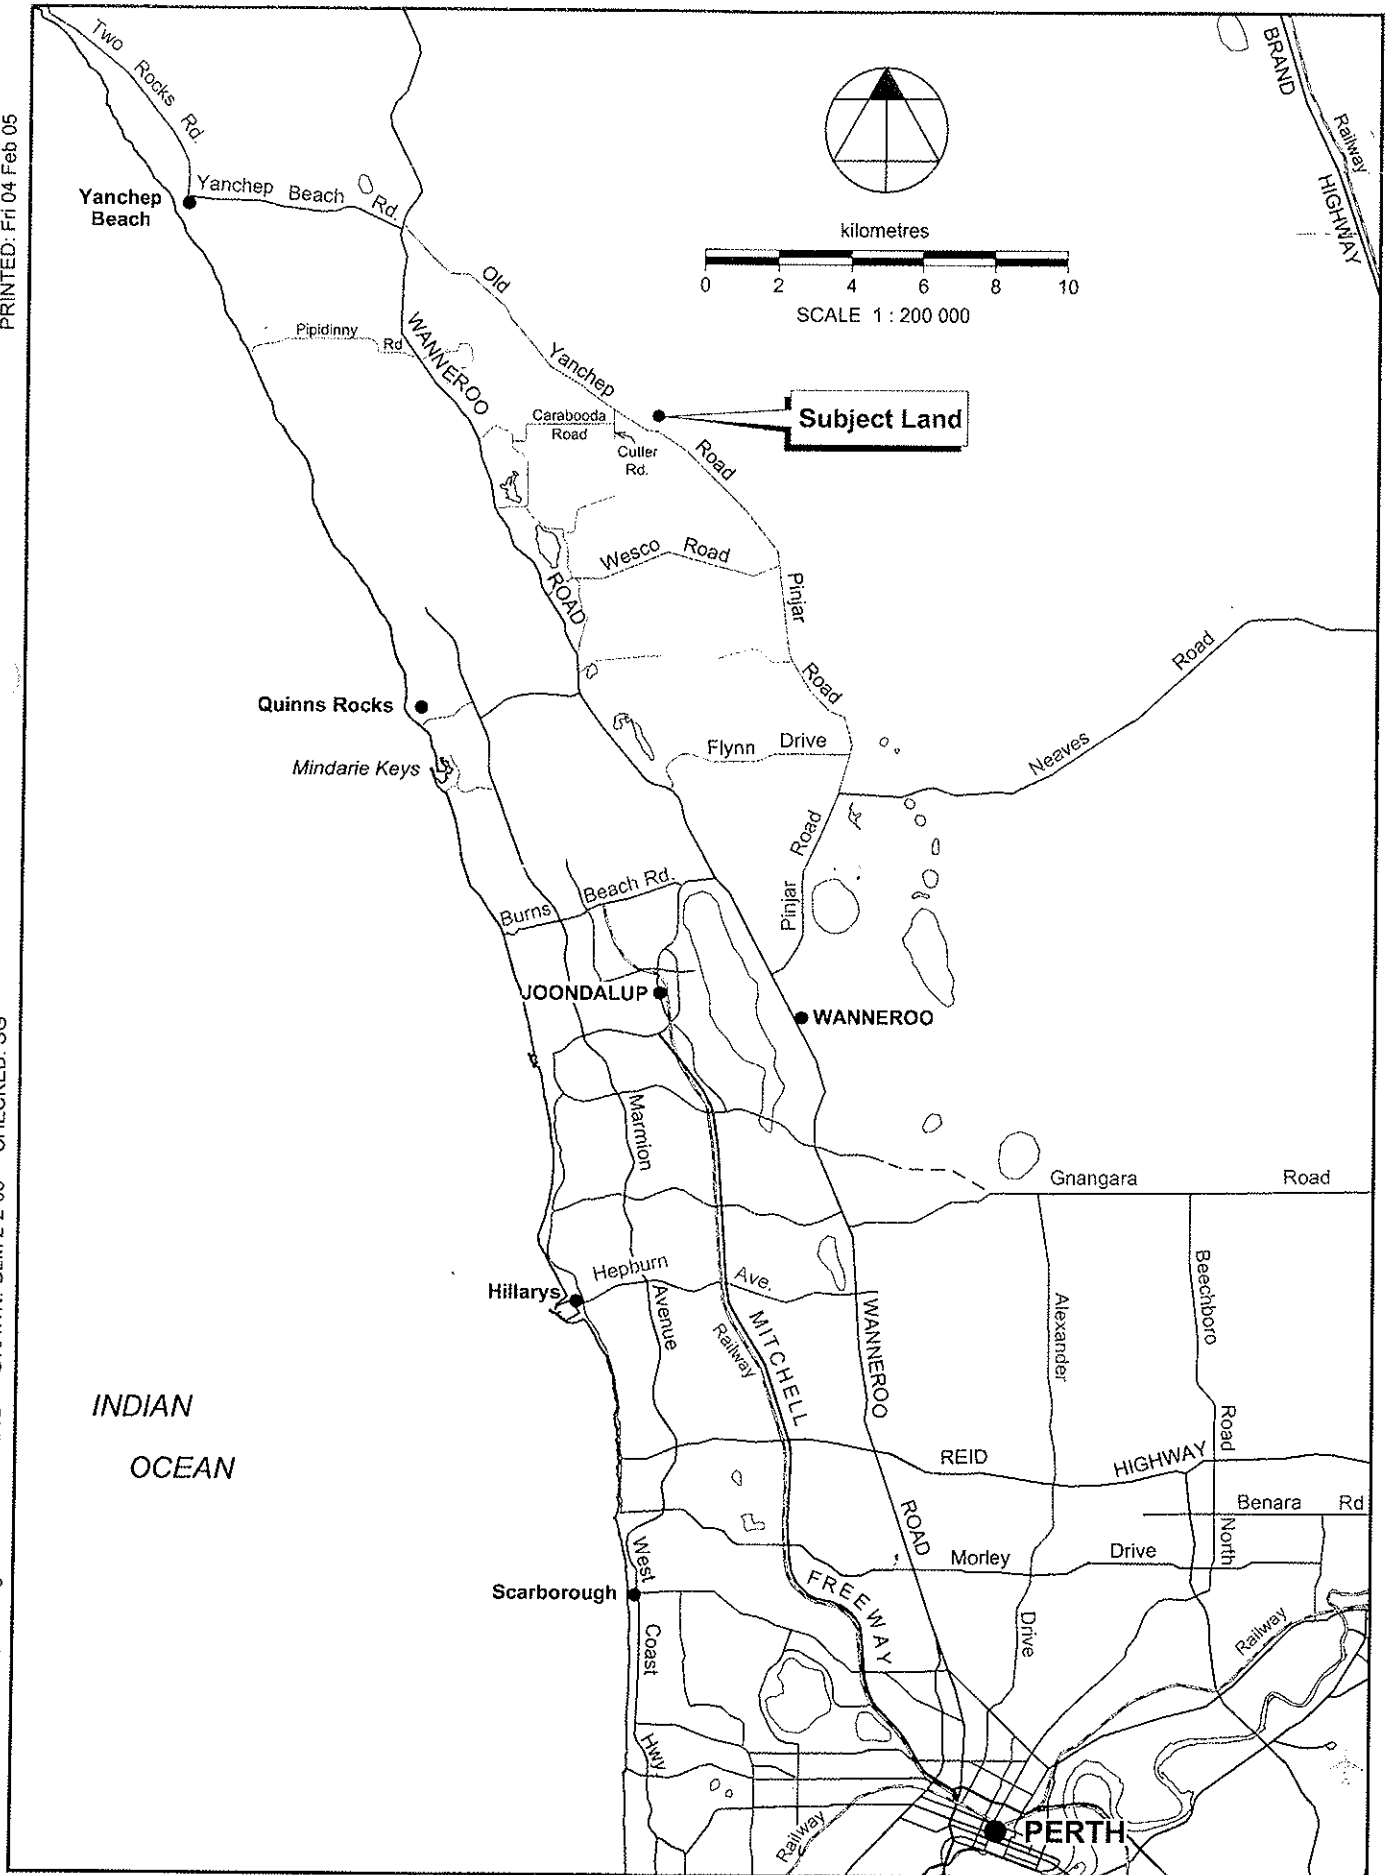 PRINTED: Fri 04 Feb 05
CHECKED: SG
Two
Rocks
Rd.
BRAND
Railway
HIGHWAY
Yanchep
Beach
Yanchep Beach
Rd.
kilometres
0 2 4 6 8 10
SCALE 1 : 200 000
Old
Yanchep
Road
Pipidinny
Rd
WANNEROO
Subject Land
Carabooda
Road
Cutler
Rd.
Wesco Road
Pinjar
Road
ROAD
Quinns Rocks
Mindarie Keys
Flynn Drive
Neaves
Road
Road
Pinjar
Burns
Beach Rd.
JOONDALUP
WANNEROO
Marmion
Gnangara
Road
Hepburn
Ave.
Hillarys
Avenue
Railway
MITCHELL
WANNEROO
Alexander
Beechboro
Road
INDIAN
OCEAN
REID
HIGHWAY
ROAD
Benara Rd
North
Morley
Drive
West
Scarborough
FREEWAY
Drive
Coast
Railway
Hwy
Railway
PERTH